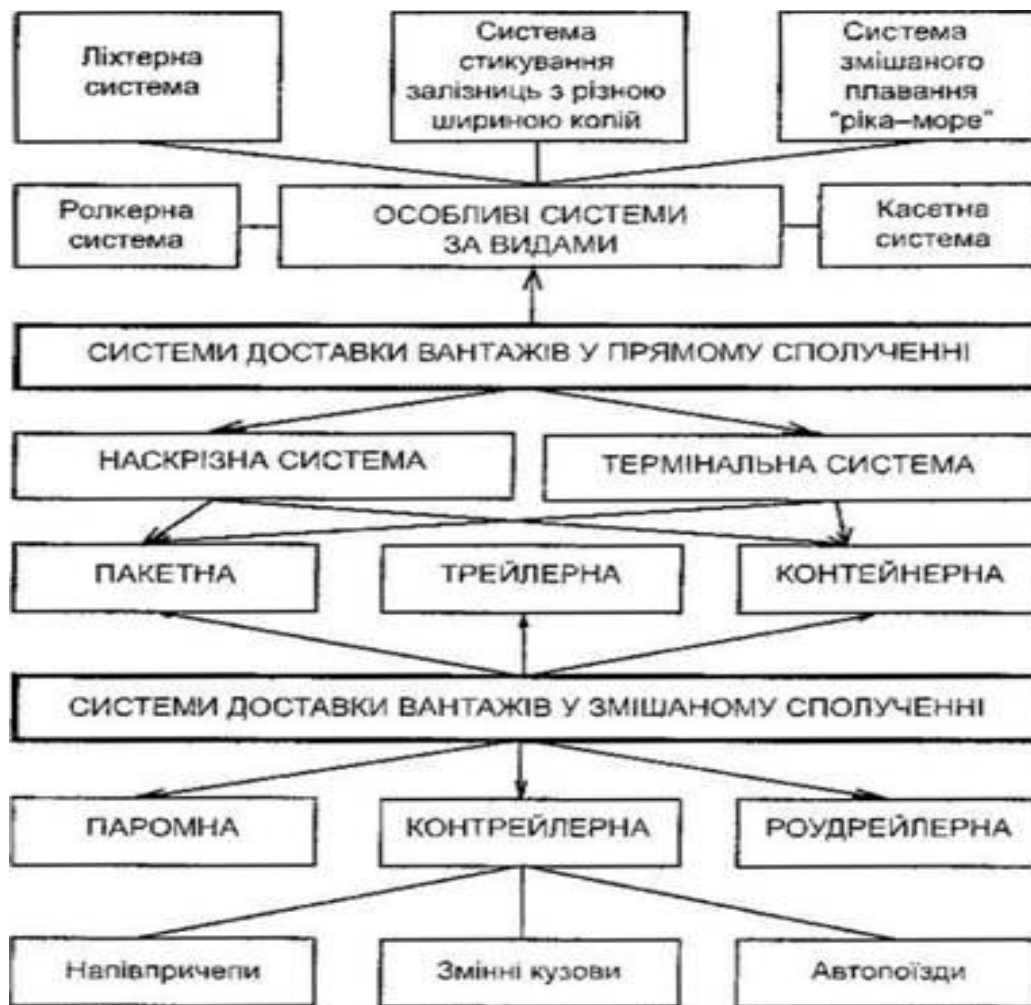 Ліхтерна
система
Система
стикування
залізниць з різною
шириною колій
Система
змішаного
плавання
"ріка–море"
Ролкерна
система
ОСОБЛИВІ СИСТЕМИ
ЗА ВИДАМИ
Касетна
система
СИСТЕМИ ДОСТАВКИ ВАНТАЖІВ У ПРЯМОМУ СПОЛУЧЕННІ
НАСКРІЗНА СИСТЕМА
ТЕРМІНАЛЬНА СИСТЕМА
ПАКЕТНА
ТРЕЙЛЕРНА
КОНТЕЙНЕРНА
СИСТЕМИ ДОСТАВКИ ВАНТАЖІВ У ЗМІШАНОМУ СПОЛУЧЕННІ
ПАРОМНА
КОНТРЕЙЛЕРНА
РОУДРЕЙЛЕРНА
Напівпричепи
Змінні кузови
Автопоїзди